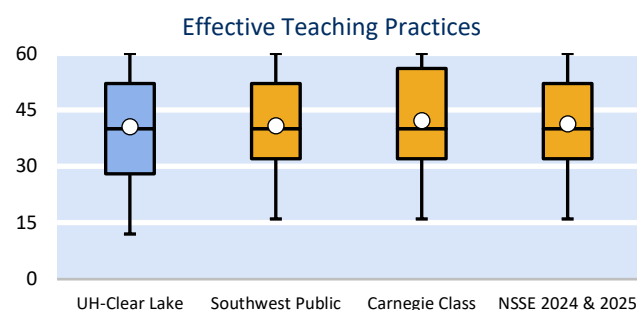 Effective Teaching Practices
60
45
30
15
0
UH-Clear Lake
Southwest Public
Carnegie Class
NSSE 2024 & 2025